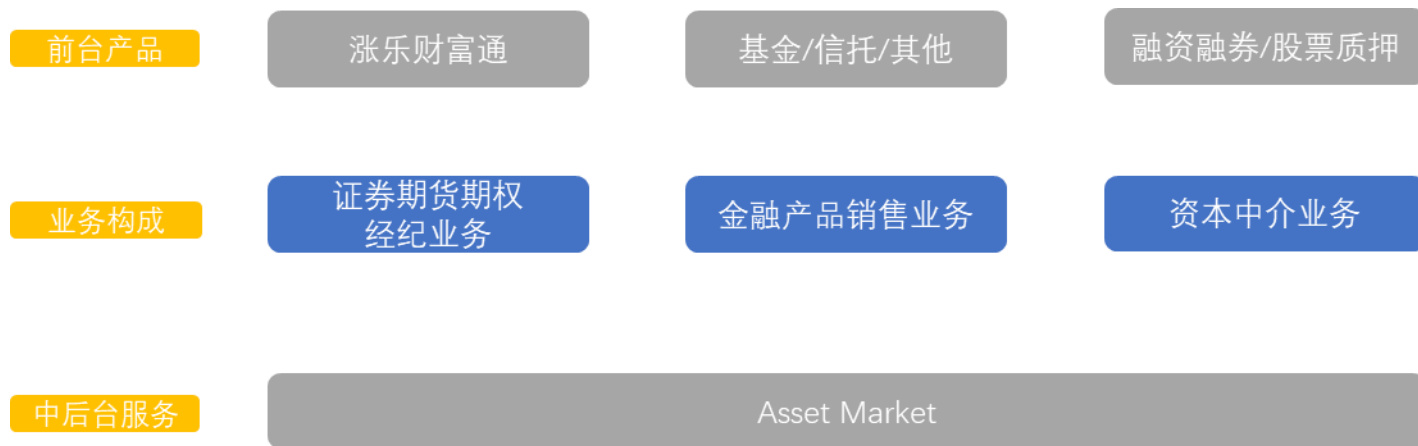 前台产品
涨乐财富通
基金/信托/其他
融资融券/股票质押
业务构成
证券期货期权
经纪业务
金融产品销售业务
资本中介业务
中后台服务
Asset Market